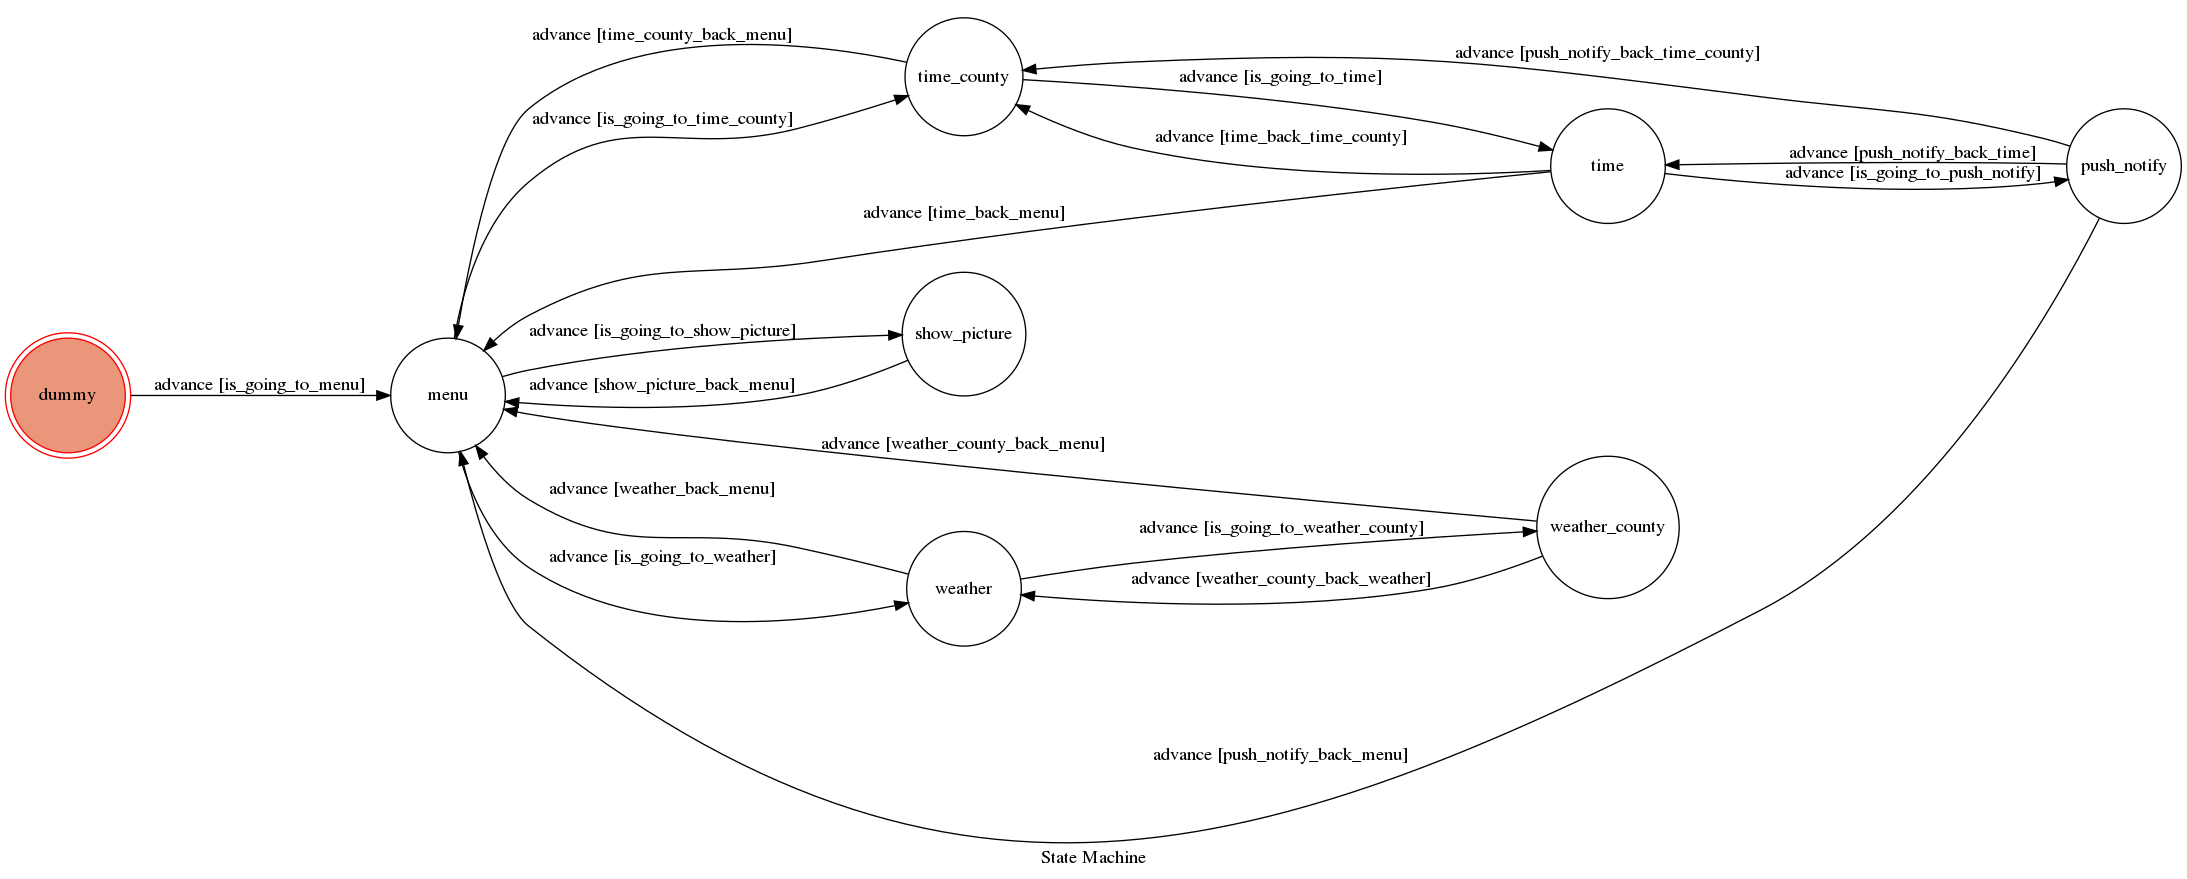 advance [time_county_back_menu]
advance [push_notify_back_time_county]
time_county
advance [is_going_to_time]
advance [is_going_to_time_county]
advance [time_back_time_county]
advance [push_notify_back_time]
time
push_notify
advance [is_going_to_push_notify]
advance [time_back_menu]
advance [is_going_to_show_picture]
show_picture
advance [is_going_to_menu]
advance [show_picture_back_menu]
dummy
menu
advance [weather_county_back_menu]
advance [weather_back_menu]
advance [is_going_to_weather_county]
weather_county
advance [is_going_to_weather]
advance [weather_county_back_weather]
weather
advance [push_notify_back_menu]
State Machine